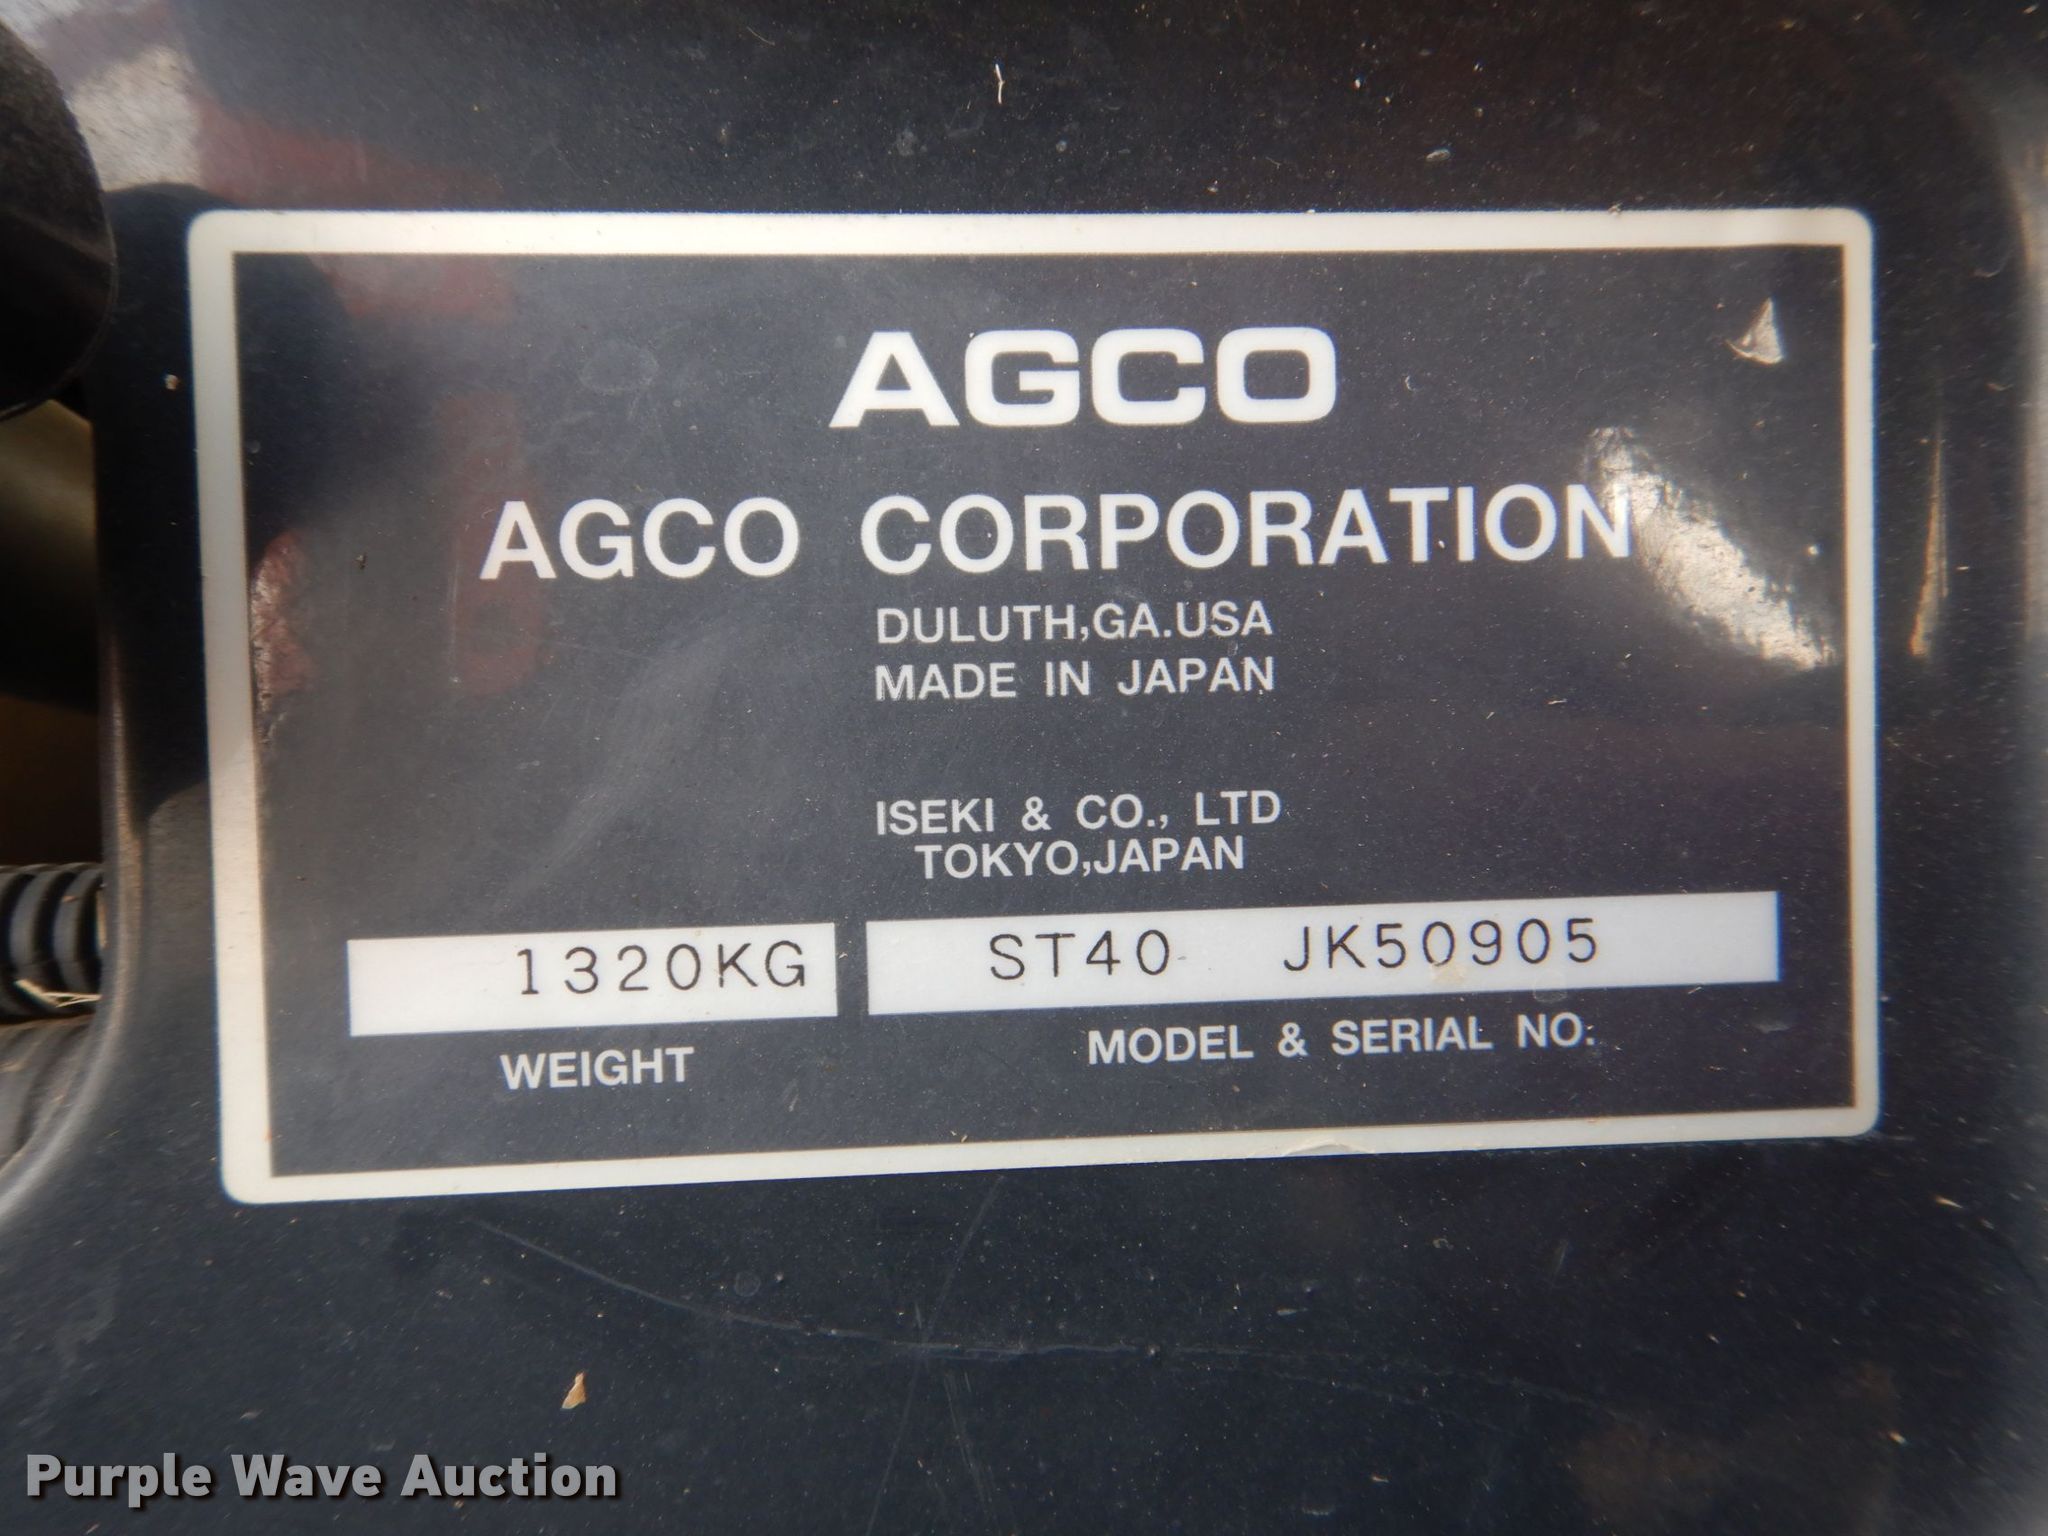 AGCO
AGCO CORPORATION
DULUTH,GA.USA
MADE IN JAPAN
ISEKI & CO., LTD
TOKYO,JAPAN
1320KG
WEIGHT
ST40 JK50905
MODEL & SERIAL NO.
Purple Wave Auction